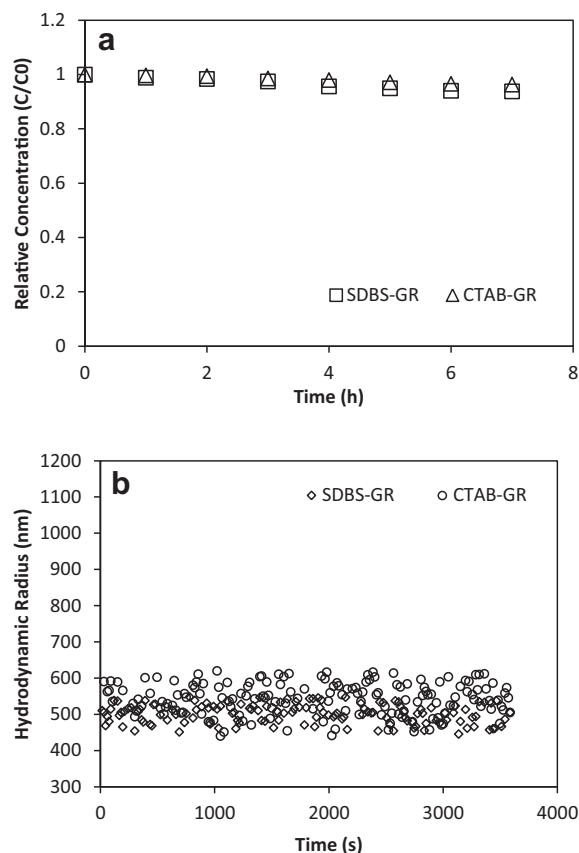 a
1.2
1
0.8
0.6
0.4
0.2
0
Relative Concentration (C/C0)
SDBS-GR
CTAB-GR
0 2 4 6 8
Time (h)
b
1200
1100
1000
900
800
700
600
500
400
300
Hydrodynamic Radius (nm)
SDBS-GR
CTAB-GR
0 1000 2000 3000 4000
Time (s)